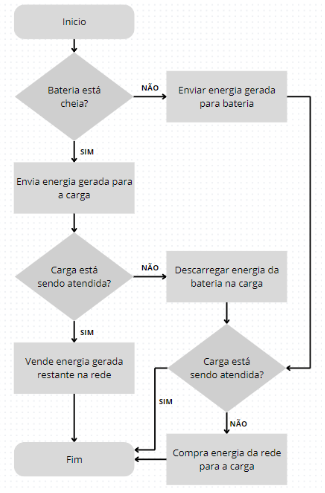 Início
Bateria está
cheia?
NÃO
Enviar energia gerada
para bateria
SIM
Envia energia gerada para
a carga
Carga está
sendo atendida?
NÃO
Descarregar energia da
bateria na carga
SIM
Vende energia gerada
restante na rede
Carga está
sendo atendida?
SIM
NÃO
Fim
Compra energia da rede
para a carga